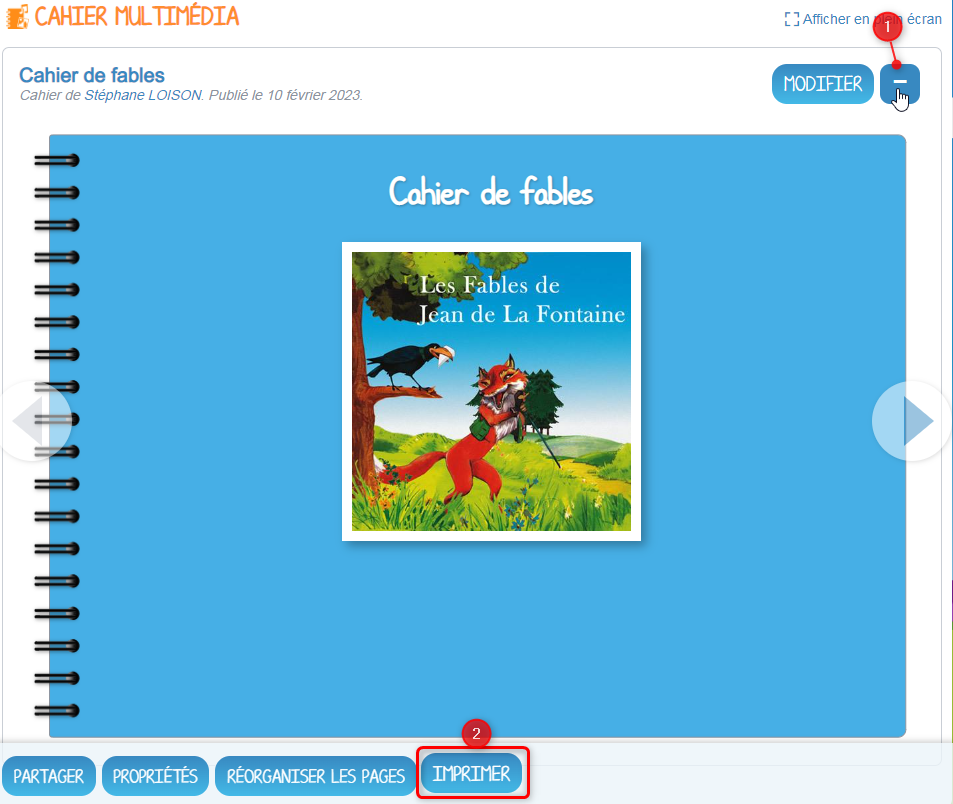 CAHIER MULTIMÉDIA
Afficher en plein écran
1
Cahier de fables
Cahier de Stéphane LOISON. Publié le 10 février 2023.
MODIFIER
Cahier de fables
Les Fables de
Jean de La Fontaine
2
PARTAGER
PROPRIÉTÉS
RÉORGANISER LES PAGES
IMPRIMER